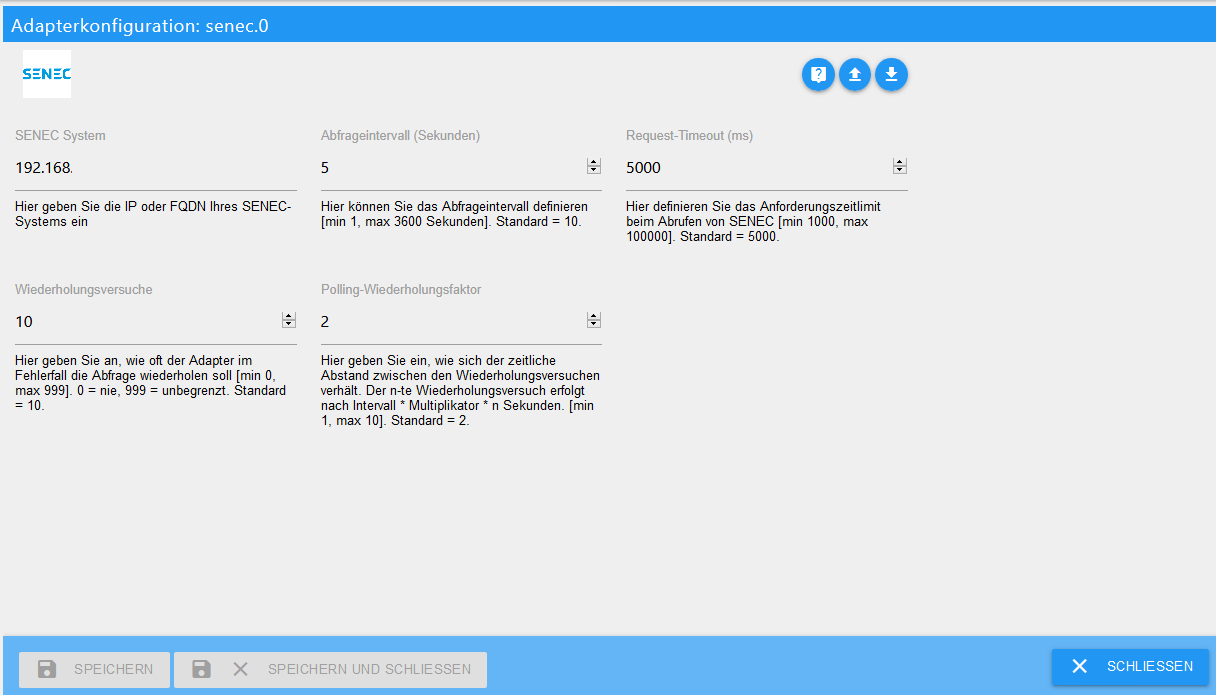 Adapterkonfiguration: senec.0
SENEC
SENEC System
192.168.
Hier geben Sie die IP oder FQDN Ihres SENEC-
Systems ein
Abfrageintervall (Sekunden)
5
Hier können Sie das Abfrageintervall definieren
[min 1, max 3600 Sekunden]. Standard = 10.
Request-Timeout (ms)
5000
Hier definieren Sie das Anforderungszeitlimit
beim Abrufen von SENEC [min 1000, max
100000]. Standard = 5000.
Wiederholungsversuche
10
Hier geben Sie an, wie oft der Adapter im
Fehlerfall die Abfrage wiederholen soll [min 0,
max 999]. 0 = nie, 999 = unbegrenzt. Standard
= 10.
Polling-Wiederholungsfaktor
2
Hier geben Sie ein, wie sich der zeitliche
Abstand zwischen den Wiederholungsversuchen
verhält. Der n-te Wiederholungsversuch erfolgt
nach Intervall * Multiplikator * n Sekunden. [min
1, max 10]. Standard = 2.
SPEICHERN
SPEICHERN UND SCHLIESSEN
SCHLIESSEN